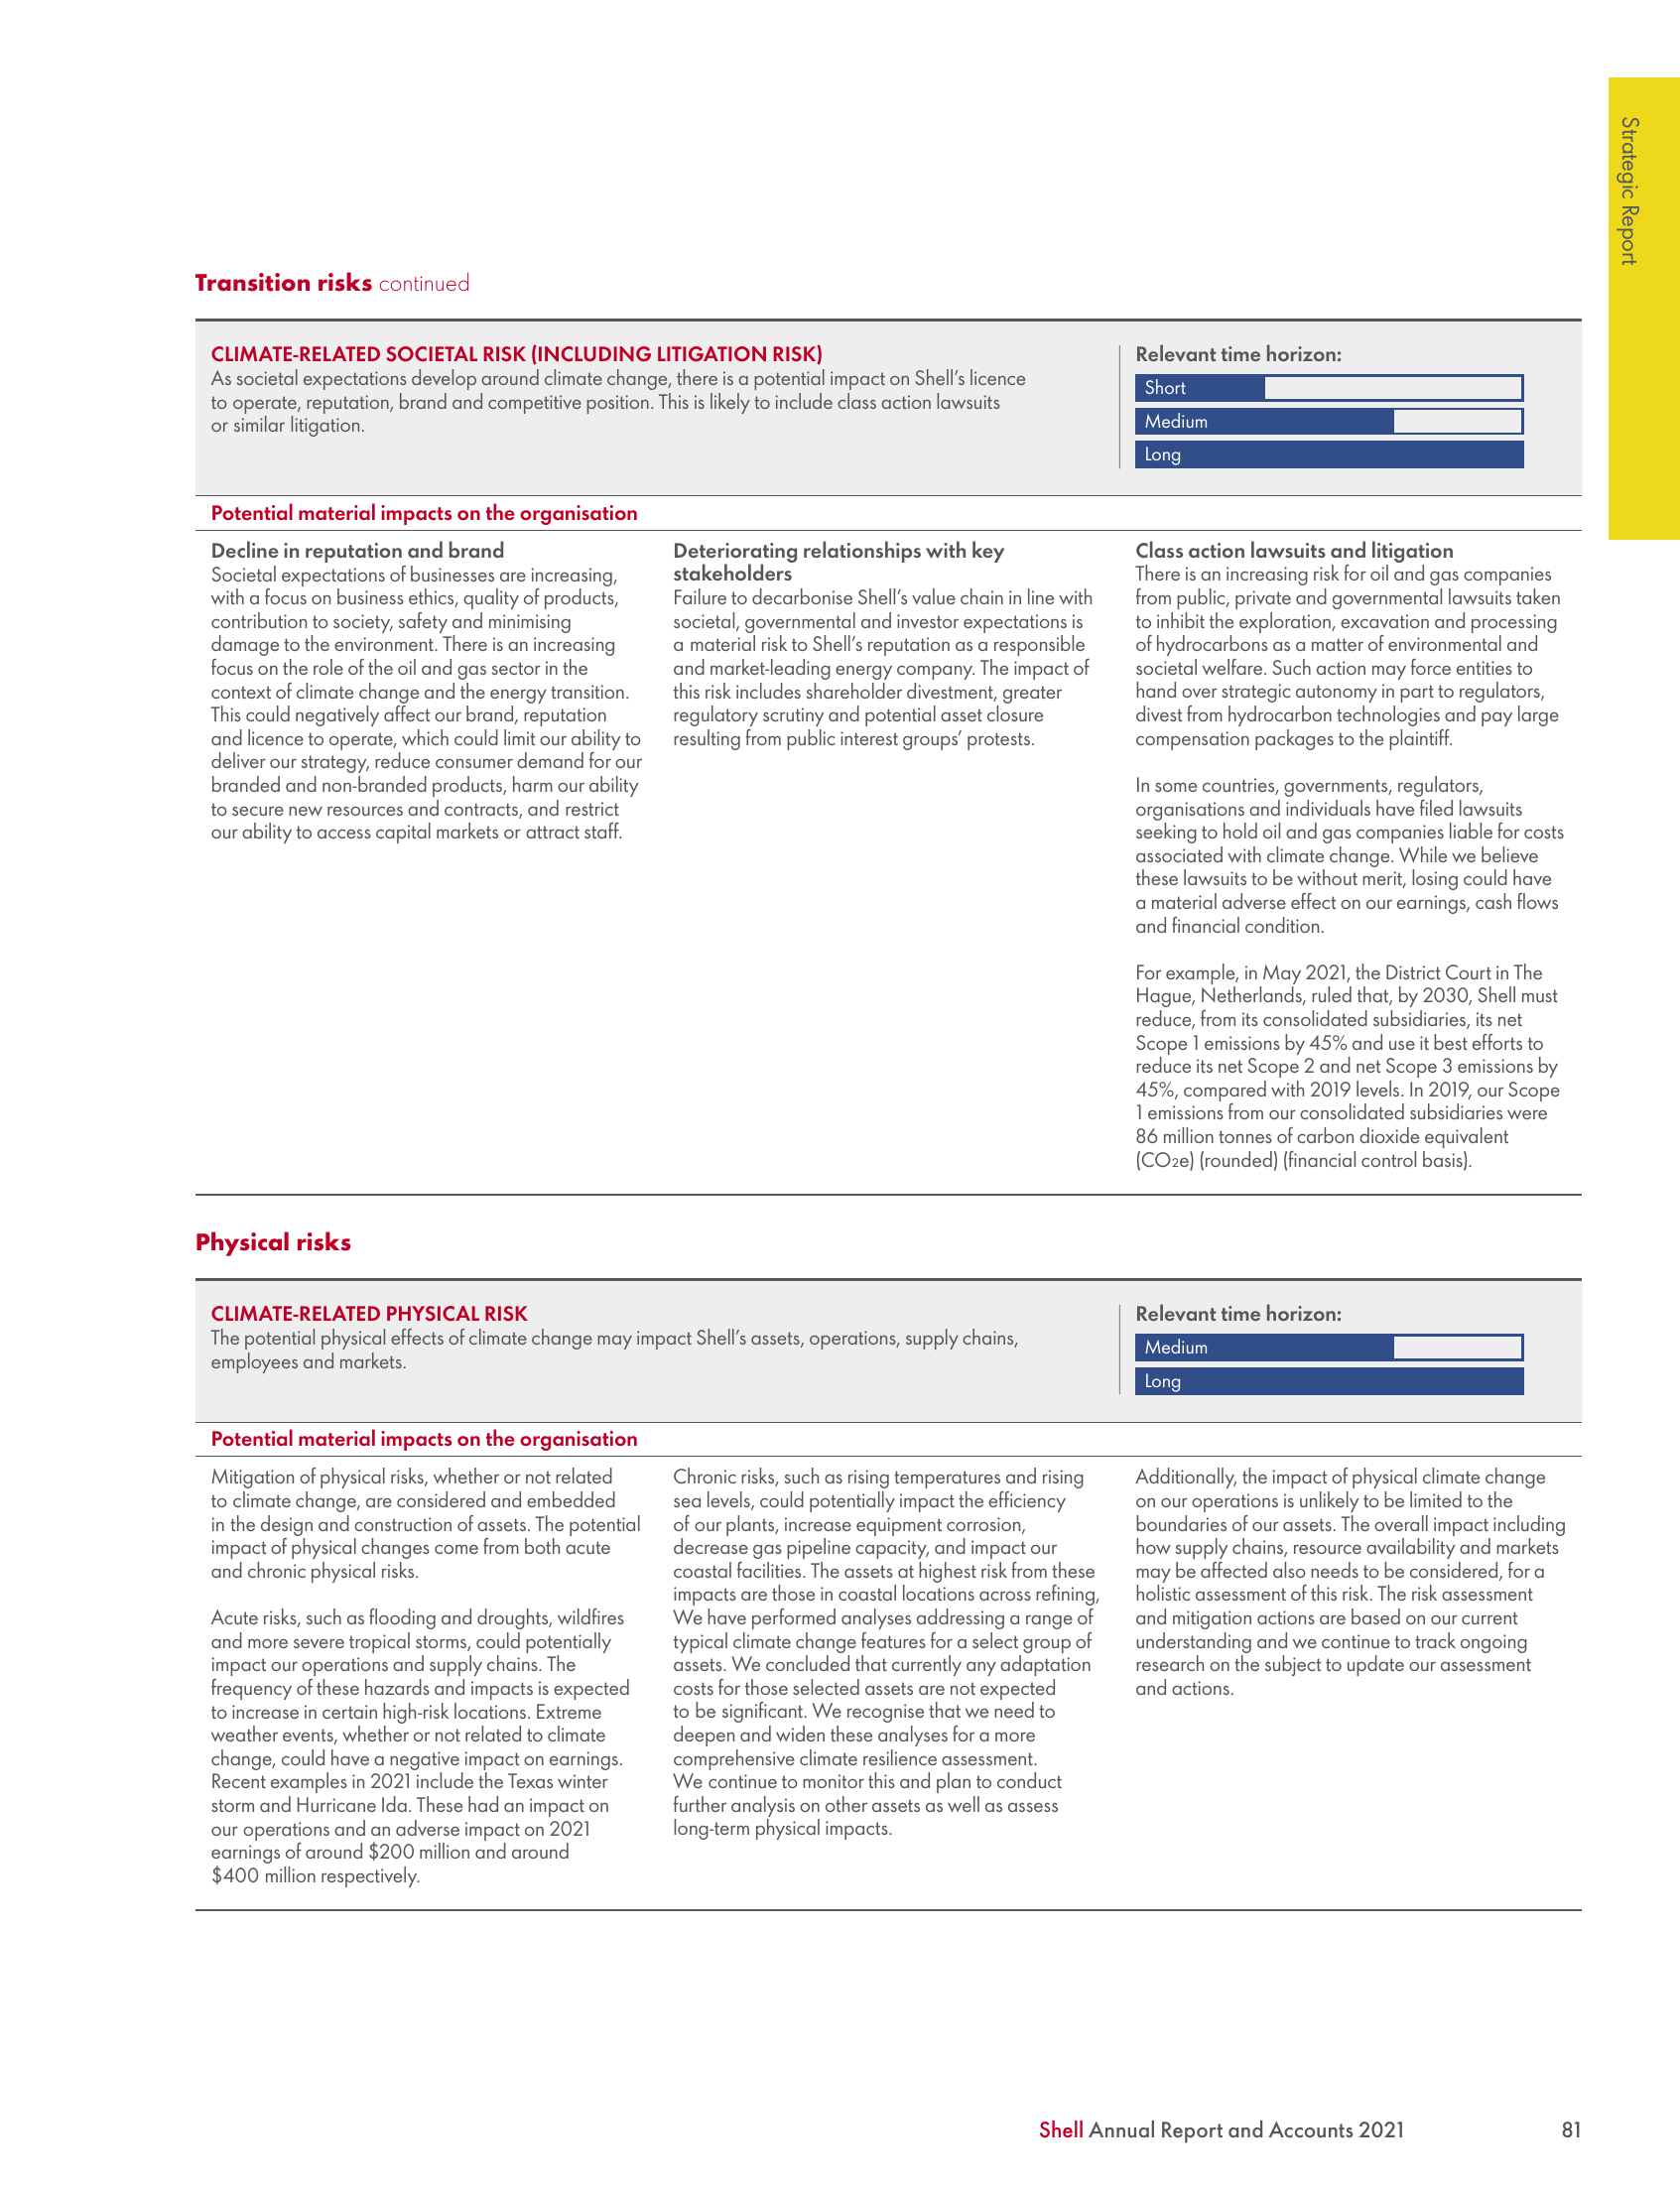 Strategic Report
Transition risks continued
CLIMATE-RELATED SOCIETAL RISK (INCLUDING LITIGATION RISK)
As societal expectations develop around climate change, there is a potential impact on Shell's licence
to operate, reputation, brand and competitive position. This is likely to include class action lawsuits
or similar litigation.
Relevant time horizon:
Short
Medium
Long
Potential material impacts on the organisation
Decline in reputation and brand
Societal expectations of businesses are increasing,
with a focus on business ethics, quality of products,
contribution to society, safety and minimising
damage to the environment. There is an increasing
focus on the role of the oil and gas sector in the
context of climate change and the energy transition.
This could negatively affect our brand, reputation
and licence to operate, which could limit our ability to
deliver our strategy, reduce consumer demand for our
branded and non-branded products, harm our ability
to secure new resources and contracts, and restrict
our ability to access capital markets or attract staff.
Deteriorating relationships with key
stakeholders
Failure to decarbonise Shell's value chain in line with
societal, governmental and investor expectations is
a material risk to Shell's reputation as a responsible
and market-leading energy company. The impact of
this risk includes shareholder divestment, greater
regulatory scrutiny and potential asset closure
resulting from public interest groups' protests.
Class action lawsuits and litigation
There is an increasing risk for oil and gas companies
from public, private and governmental lawsuits taken
to inhibit the exploration, excavation and processing
of hydrocarbons as a matter of environmental and
societal welfare. Such action may force entities to
hand over strategic autonomy in part to regulators,
divest from hydrocarbon technologies and pay large
compensation packages to the plaintiff.
In some countries, governments, regulators,
organisations and individuals have filed lawsuits
seeking to hold oil and gas companies liable for costs
associated with climate change. While we believe
these lawsuits to be without merit, losing could have
a material adverse effect on our earnings, cash flows
and financial condition.
For example, in May 2021, the District Court in The
Hague, Netherlands, ruled that, by 2030, Shell must
reduce, from its consolidated subsidiaries, its net
Scope 1 emissions by 45% and use it best efforts to
reduce its net Scope 2 and net Scope 3 emissions by
45%, compared with 2019 levels. In 2019, our Scope
1 emissions from our consolidated subsidiaries were
86 million tonnes of carbon dioxide equivalent
(CO2e) (rounded) (financial control basis).
Physical risks
CLIMATE-RELATED PHYSICAL RISK
The potential physical effects of climate change may impact Shell's assets, operations, supply chains,
employees and markets.
Relevant time horizon:
Medium
Long
Potential material impacts on the organisation
Mitigation of physical risks, whether or not related
to climate change, are considered and embedded
in the design and construction of assets. The potential
impact of physical changes come from both acute
and chronic physical risks.
Acute risks, such as flooding and droughts, wildfires
and more severe tropical storms, could potentially
impact our operations and supply chains. The
frequency of these hazards and impacts is expected
to increase in certain high-risk locations. Extreme
weather events, whether or not related to climate
change, could have a negative impact on earnings.
Recent examples in 2021 include the Texas winter
storm and Hurricane Ida. These had an impact on
our operations and an adverse impact on 2021
earnings of around $200 million and around
$400 million respectively.
Chronic risks, such as rising temperatures and rising
sea levels, could potentially impact the efficiency
of our plants, increase equipment corrosion,
decrease gas pipeline capacity, and impact our
coastal facilities. The assets at highest risk from these
impacts are those in coastal locations across refining,
We have performed analyses addressing a range of
typical climate change features for a select group of
assets. We concluded that currently any adaptation
costs for those selected assets are not expected
to be significant. We recognise that we need to
deepen and widen these analyses for a more
comprehensive climate resilience assessment.
We continue to monitor this and plan to conduct
further analysis on other assets as well as assess
long-term physical impacts.
Additionally, the impact of physical climate change
on our operations is unlikely to be limited to the
boundaries of our assets. The overall impact including
how supply chains, resource availability and markets
may be affected also needs to be considered, for a
holistic assessment of this risk. The risk assessment
and mitigation actions are based on our current
understanding and we continue to track ongoing
research on the subject to update our assessment
and actions.
Shell Annual Report and Accounts 2021 81